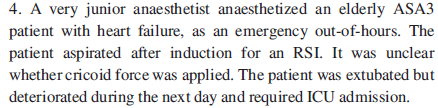 4. A very junior anaesthetist anaesthetized an elderly ASA3
patient with heart failure, as an emergency out-of-hours. The
patient aspirated after induction for an RSI. It was unclear
whether cricoid force was applied. The patient was extubated but
deteriorated during the next day and required ICU admission.